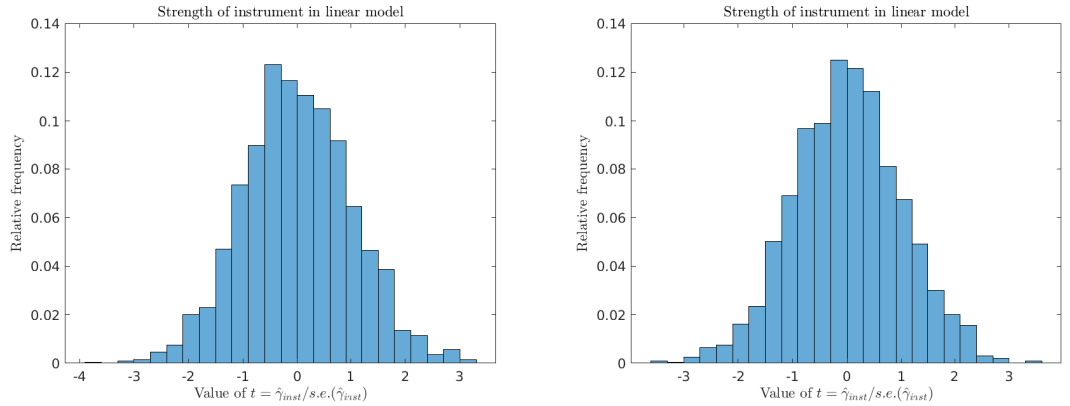 Strength of instrument in linear model
0.14
0.12
0.1
0.08
0.06
0.04
0.02
0
Relative frequency
-4 -3 -2 -1 0 1 2 3
Value of t = γ̂inst/s.e.(γ̂inst)
Strength of instrument in linear model
0.14
0.12
0.1
0.08
0.06
0.04
0.02
0
Relative frequency
-3 -2 -1 0 1 2 3
Value of t = γ̂inst/s.e.(γ̂inst)